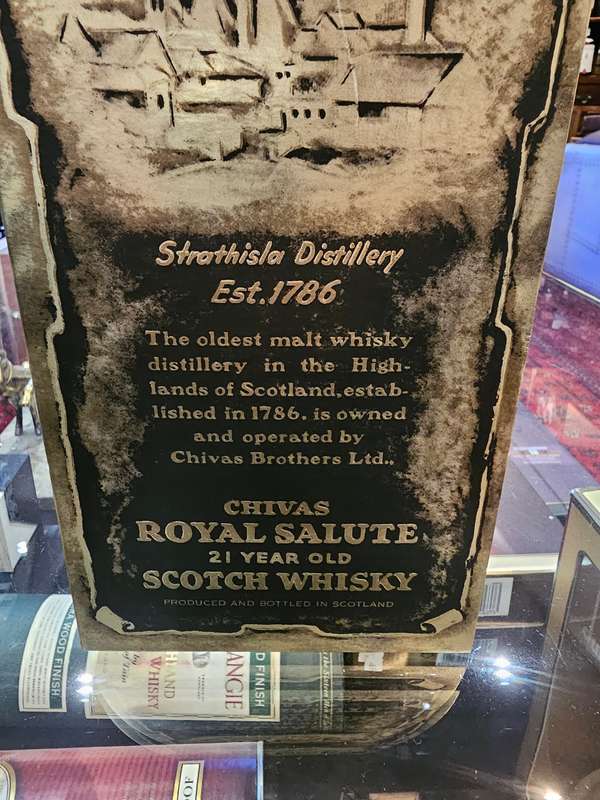 Strathisla Distillery
Est. 1786
The oldest malt whisky
distillery in the High-
lands of Scotland, estab-
lished in 1786, is owned
and operated by
Chivas Brothers Ltd.,
CHIVAS
ROYAL SALUTE
21 YEAR OLD
SCOTCH WHISKY
PRODUCED AND BOTTLED IN SCOTLAND
WOOD FINISH
WHISKY
ANGIE
D FINISH
OF